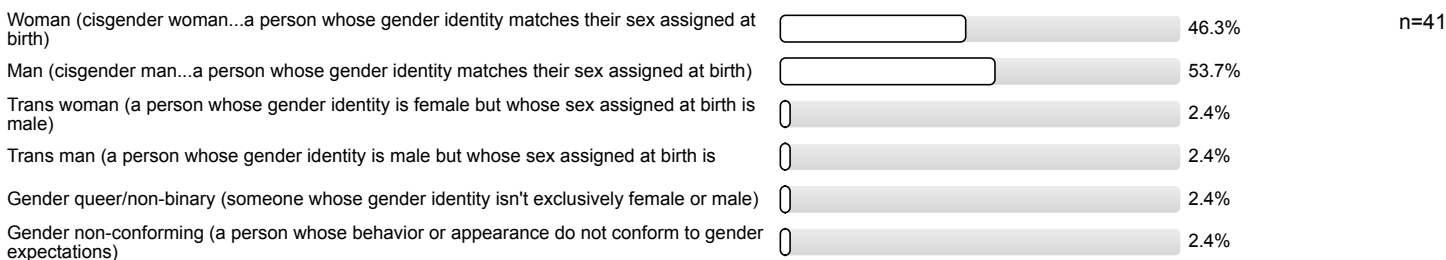 Woman (cisgender woman...a person whose gender identity matches their sex assigned at
birth)
46.3%
n=41
Man (cisgender man...a person whose gender identity matches their sex assigned at birth)
53.7%
Trans woman (a person whose gender identity is female but whose sex assigned at birth is
male)
2.4%
Trans man (a person whose gender identity is male but whose sex assigned at birth is
2.4%
Gender queer/non-binary (someone whose gender identity isn't exclusively female or male)
2.4%
Gender non-conforming (a person whose behavior or appearance do not conform to gender
expectations)
2.4%